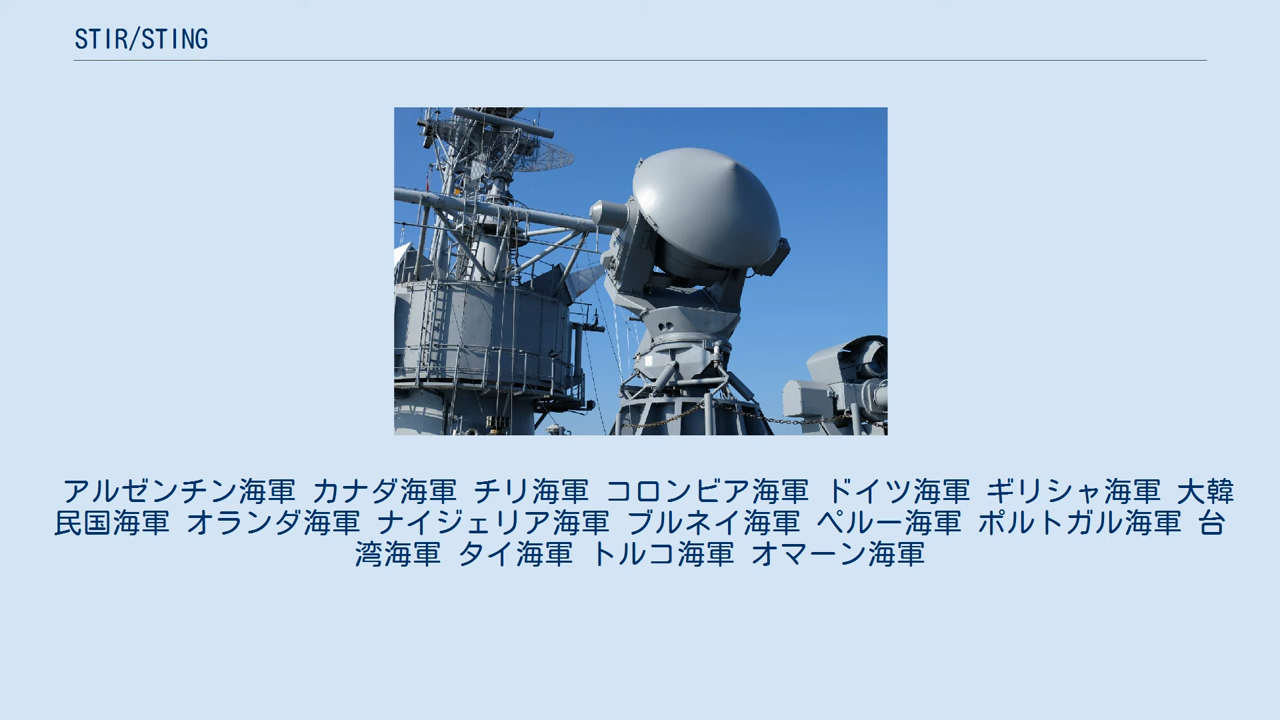 STIR/STING
アルゼンチン海軍 カナダ海軍 チリ海軍 コロンビア海軍 ドイツ海軍 ギリシャ海軍 大韓
民国海軍 オランダ海軍 ナイジェリア海軍 ブルネイ海軍 ペルー海軍 ポルトガル海軍 台
湾海軍 タイ海軍 トルコ海軍 オマーン海軍